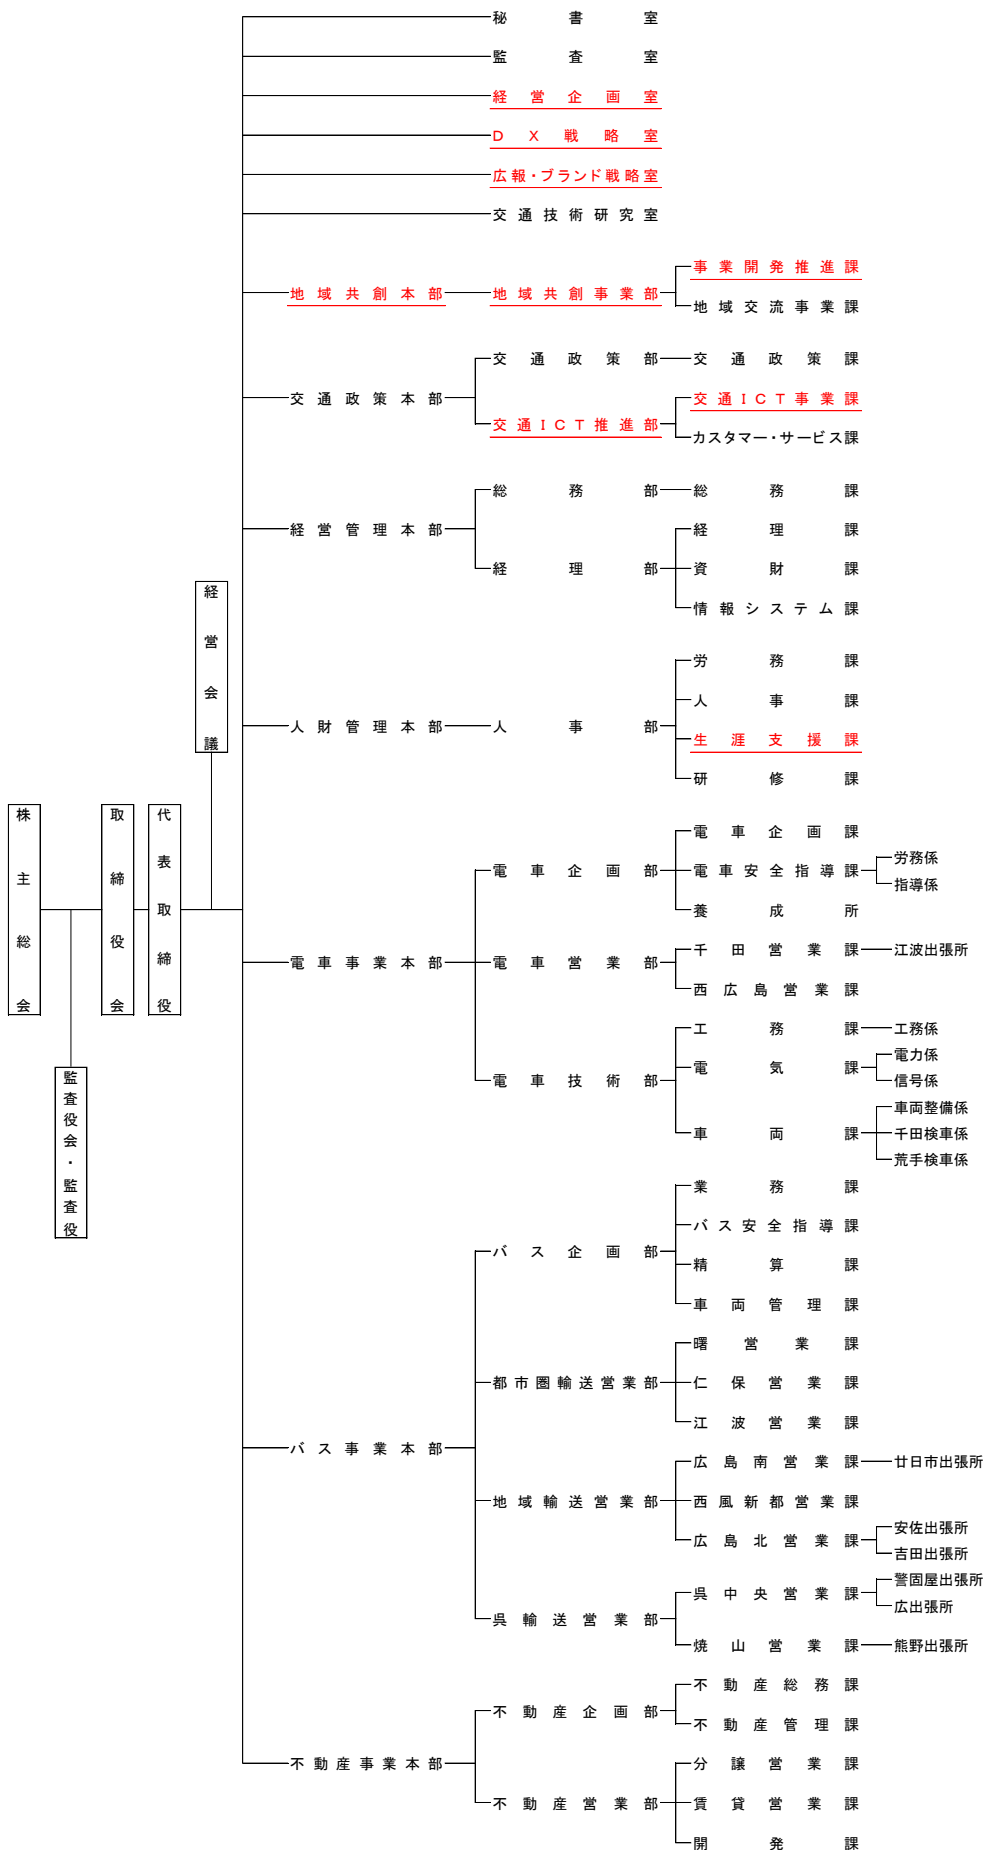 秘書室
監査室
経営企画室
DX戦略室
広報・ブランド戦略室
交通技術研究室
地域共創本部
地域共創事業部
事業開発推進課
地域交流事業課
交通政策本部
交通政策部
交通政策課
交通ICT推進部
交通ICT事業課
カスタマー・サービス課
経営管理本部
総務部
総務課
経理部
経理課
資財課
情報システム課
経営会議
人財管理本部
人事部
労務課
人事課
生涯支援課
研修課
株主総会
取締役会
代表取締役
監査役会・監査役
電車事業本部
電車企画部
電車企画課
電車安全指導課
労務係
指導係
養成所
電車営業部
千田営業課
江波出張所
西広島営業課
電車技術部
工務課
工務係
電気課
電力係
信号係
車両課
車両整備係
千田検車係
荒手検車係
バス事業本部
バス企画部
業務課
バス安全指導課
精算課
車両管理課
都市圏輸送営業部
曙営業課
仁保営業課
江波営業課
地域輸送営業部
広島南営業課
廿日市出張所
西風新都営業課
広島北営業課
安佐出張所
吉田出張所
呉輸送営業部
呉中央営業課
警固屋出張所
広出張所
焼山営業課
熊野出張所
不動産事業本部
不動産企画部
不動産総務課
不動産管理課
不動産営業部
分譲営業課
賃貸営業課
開発課